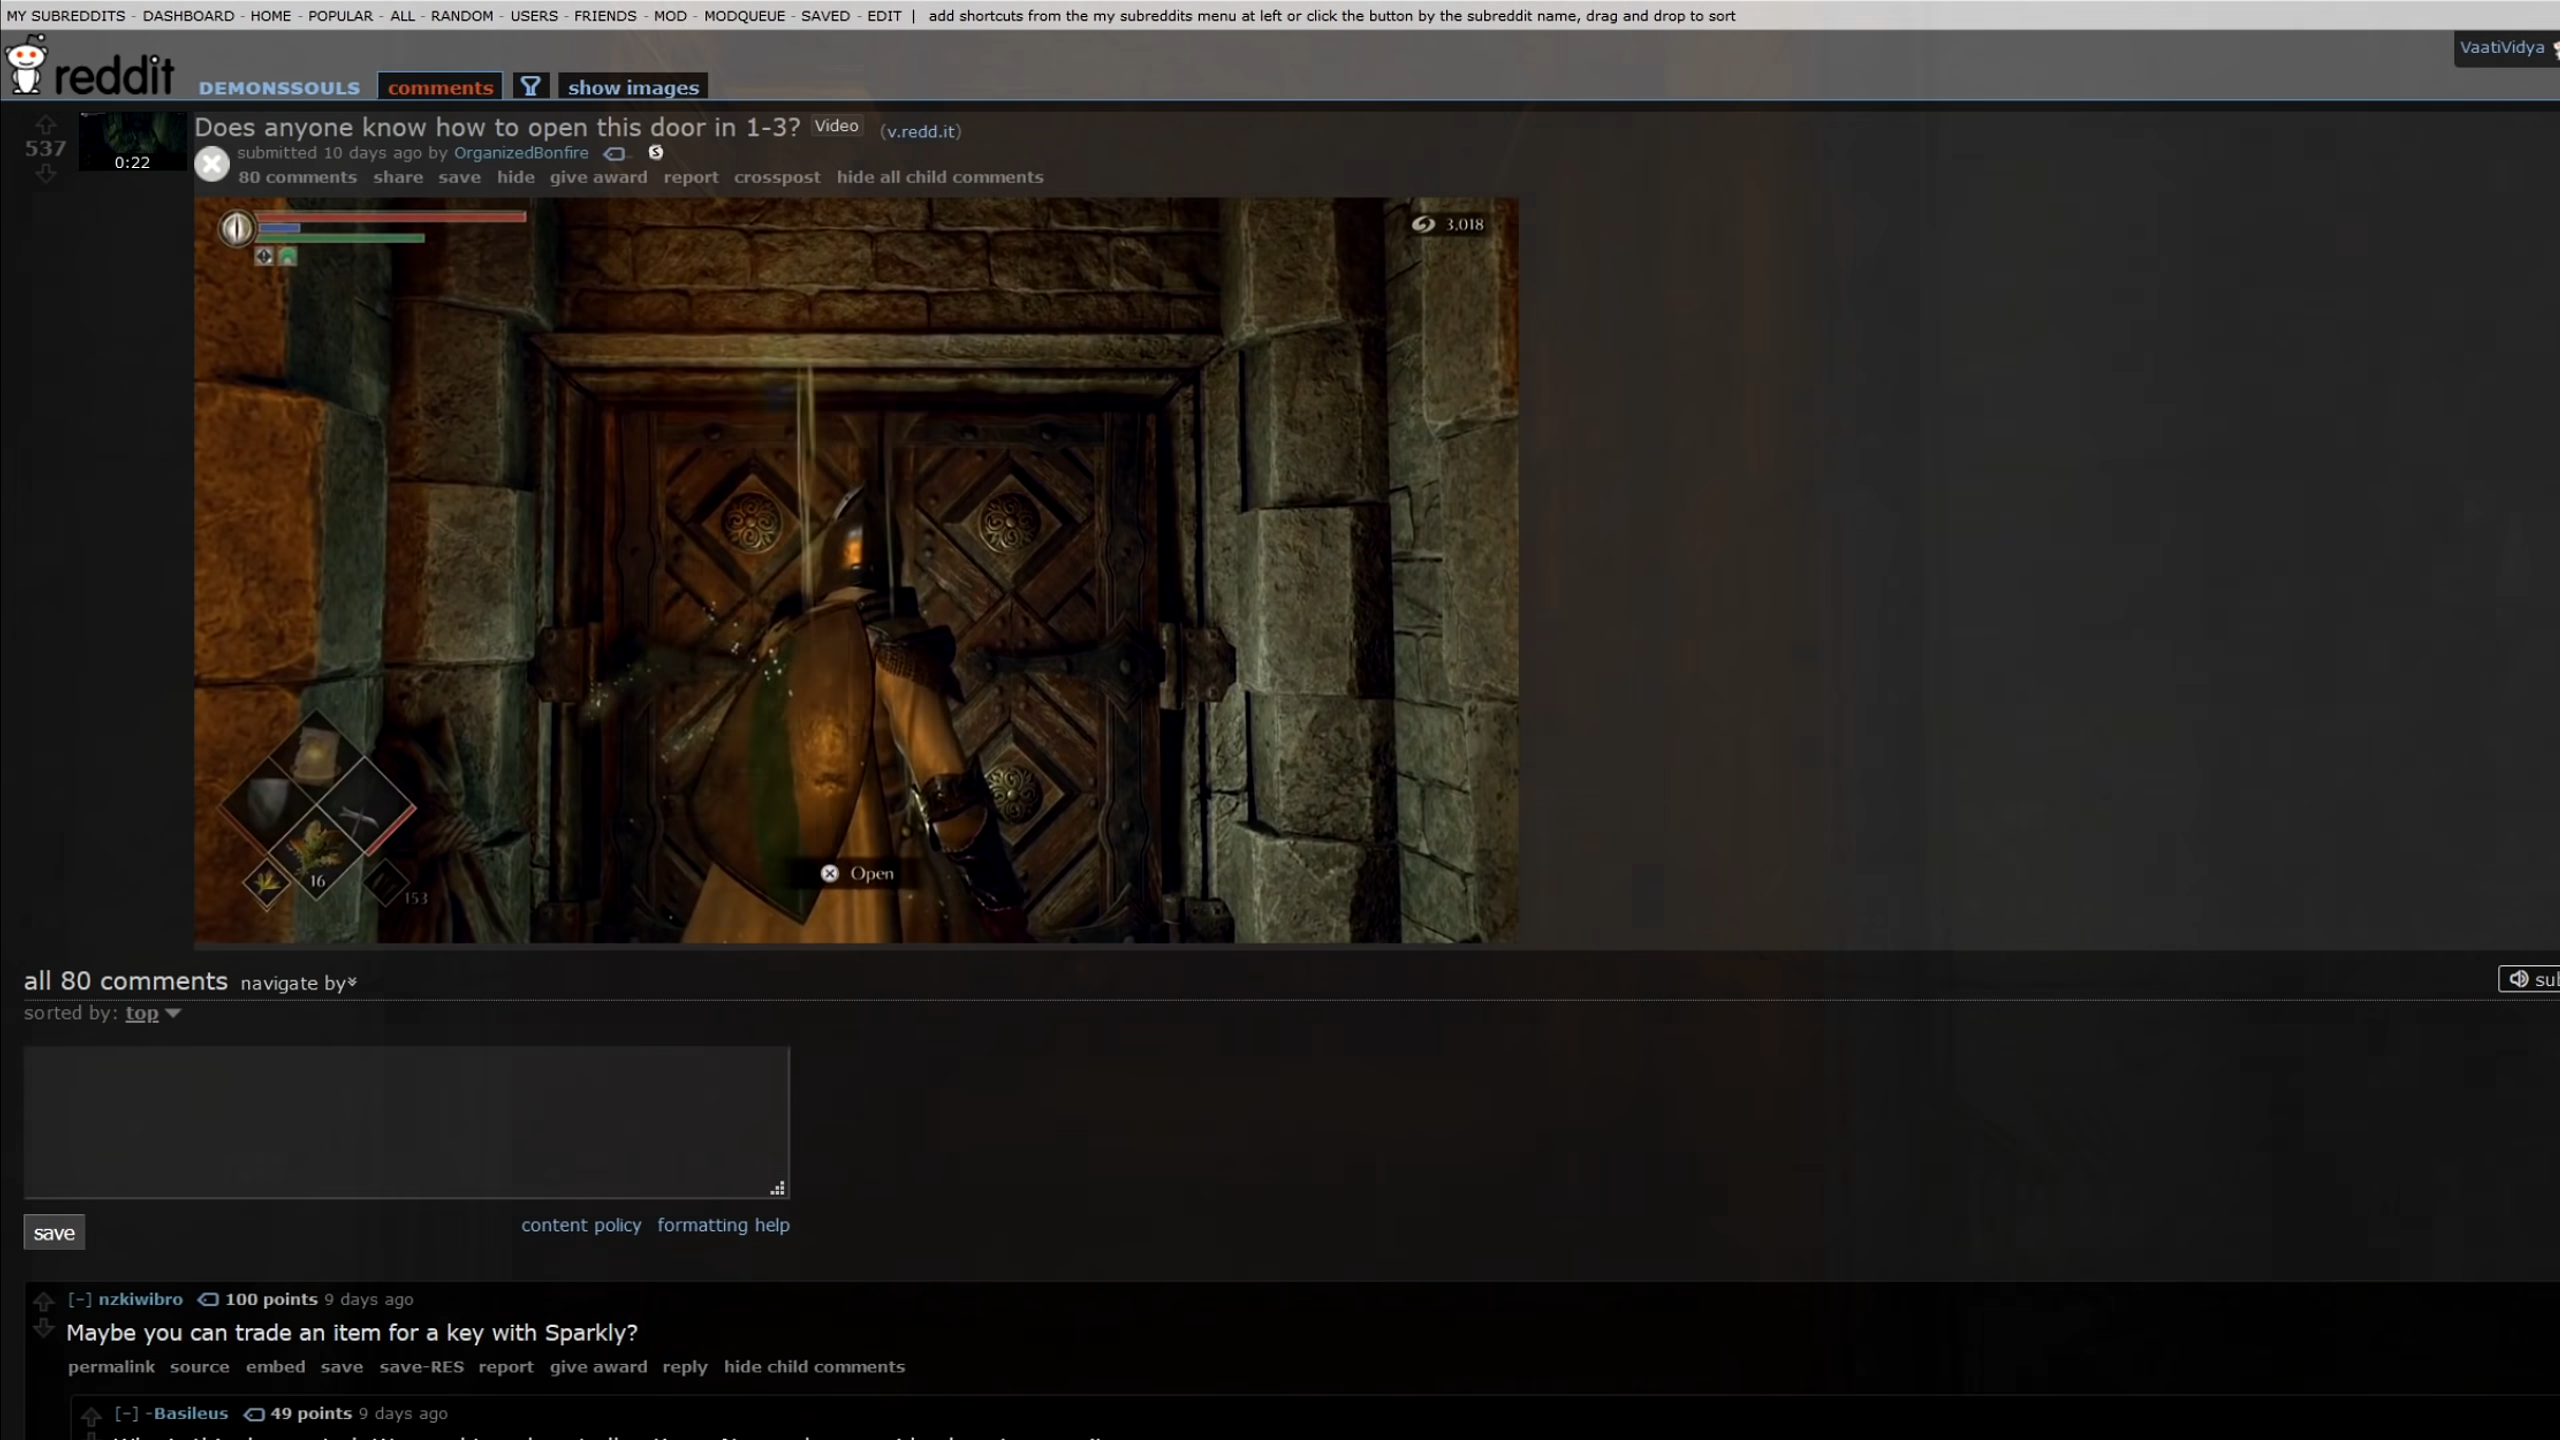 MY SUBREDDITS - DASHBOARD - HOME - POPULAR - ALL - RANDOM - USERS - FRIENDS - MOD - MODQUEUE - SAVED - EDIT | add shortcuts from the my subreddits menu at left or click the button by the subreddit name, drag and drop to sort
VaatiVidya
reddit DEMONSSOULS comments show images
Does anyone know how to open this door in 1-3? Video (v.redd.it)
537
0:22
submitted 10 days ago by OrganizedBonfire
80 comments share save hide give award report crosspost hide all child comments
3,018
Open
16
153
all 80 comments navigate by
sorted by: top
save
content policy formatting help
[–] nzkiwibro 100 points 9 days ago
Maybe you can trade an item for a key with Sparkly?
permalink source embed save save-RES report give award reply hide child comments
[–] -Basileus 49 points 9 days ago